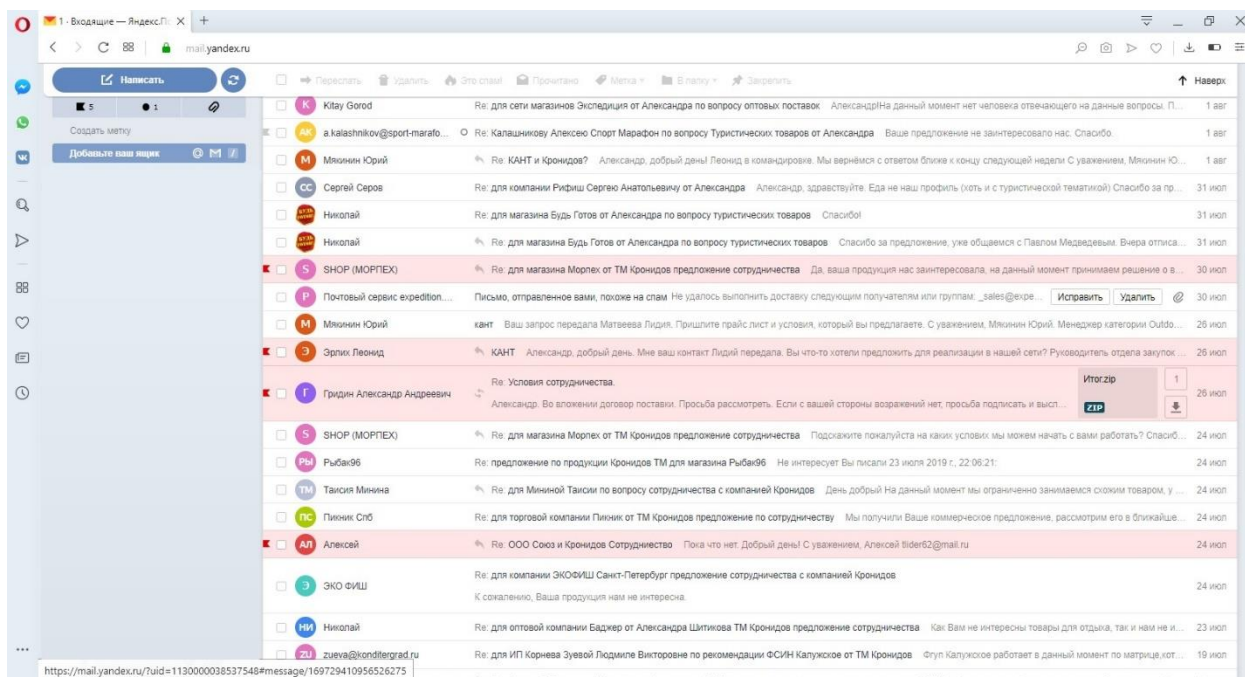 1 · Входящие — Яндекс.П
mail.yandex.ru
Написать
Переслать Удалить Это спам! Прочитано Метка В папку Закрепить Наверх
5 1
Создать метку
Добавьте ваш ящик
K Kitay Gorod Re: для сети магазинов Экспедиция от Александра по вопросу оптовых поставок Александр!На данный момент нет человека отвечающего на данные вопросы. П... 1 авг
АК a.kalashnikov@sport-marafo... Re: Калашникову Алексею Спорт Марафон по вопросу Туристических товаров от Александра Ваше предложение не заинтересовало нас. Спасибо. 1 авг
М Мякинин Юрий Re: КАНТ и Кронидов? Александр, добрый день! Леонид в командировке. Мы вернёмся с ответом ближе к концу следующей недели С уважением, Мякинин Ю... 1 авг
СС Сергей Серов Re: для компании Рифиш Сергею Анатольевичу от Александра Александр, здравствуйте. Еда не наш профиль (хоть и с туристической тематикой) Спасибо за пр... 31 июл
Николай Re: для магазина Будь Готов от Александра по вопросу туристических товаров Спасибо! 31 июл
Николай Re: для магазина Будь Готов от Александра по вопросу туристических товаров Спасибо за предложение, уже общаемся с Павлом Медведевым. Вчера отписа... 31 июл
S SHOP (МОРПЕХ) Re: для магазина Морпех от ТМ Кронидов предложение сотрудничества Да, ваша продукция нас заинтересовала, на данный момент принимаем решение о в... 30 июл
P Почтовый сервис expedition.... Письмо, отправленное вами, похоже на спам Не удалось выполнить доставку следующим получателям или группам: _sales@expe... Исправить Удалить 30 июл
М Мякинин Юрий кант Ваш запрос передала Матвеева Лидия. Пришлите прайс лист и условия, который вы предлагаете. С уважением, Мякинин Юрий. Менеджер категории Outdo... 26 июл
Э Эрлих Леонид КАНТ Александр, добрый день. Мне ваш контакт Лидий передала. Вы что-то хотели предложить для реализации в нашей сети? Руководитель отдела закупок ... 26 июл
Г Гридин Александр Андреевич Re: Условия сотрудничества. Итог.zip 1 26 июл
Александр. Во вложении договор поставки. Просьба рассмотреть. Если с вашей стороны возражений нет, просьба подписать и высл... ZIP
S SHOP (МОРПЕХ) Re: для магазина Морпех от ТМ Кронидов предложение сотрудничества Подскажите пожалуйста на каких услових мы можем начать с вами работать? Спасиб... 24 июл
РЫ Рыбак96 Re: предложение по продукции Кронидов ТМ для магазина Рыбак96 Не интересует Вы писали 23 июля 2019 г., 22:06:21: 24 июл
ТМ Таисия Минина Re: для Мининой Таисии по вопросу сотрудничества с компанией Кронидов День добрый На данный момент мы ограниченно занимаемся схожим товаром, у ... 24 июл
ПС Пикник Спб Re: для торговой компании Пикник от ТМ Кронидов предложение по сотрудничеству Мы получили Ваше коммерческое предложение, рассмотрим его в ближайше... 24 июл
АЛ Алексей Re: ООО Союз и Кронидов Сотрудниество Пока что нет. Добрый день! С уважением, Алексей 24 июл
Э ЭКО ФИШ Re: для компании ЭКОФИШ Санкт-Петербург предложение сотрудничества с компанией Кронидов 24 июл
К сожалению, Ваша продукция нам не интересна.
НИ Николай Re: для оптовой компании Баджер от Александра Шитикова ТМ Кронидов предложение сотрудничества Как Вам не интересны товары для отдыха, так и нам не и... 23 июл
ZU zueva@konditergrad.ru Re: для ИП Корнева Зуевой Людмиле Викторовне по рекомендации ФСИН Калужское от ТМ Кронидов Фгуп Калужское работает в данный момент по матрице,кот... 19 июл
https://mail.yandex.ru/?uid=1130000038537548#message/169729410956526275